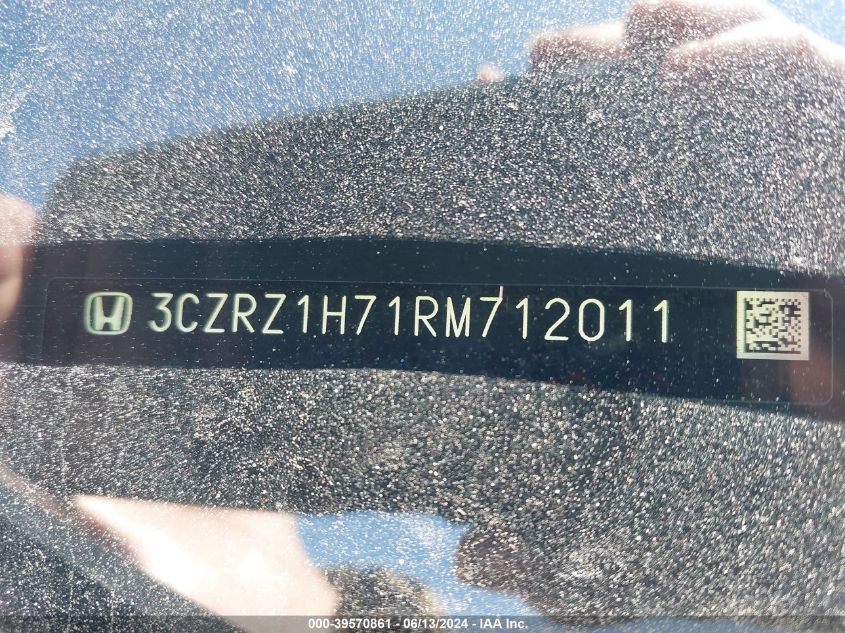 3CZRZ1H71RM712011
000-39570861 - 06/13/2024 - IAA Inc.